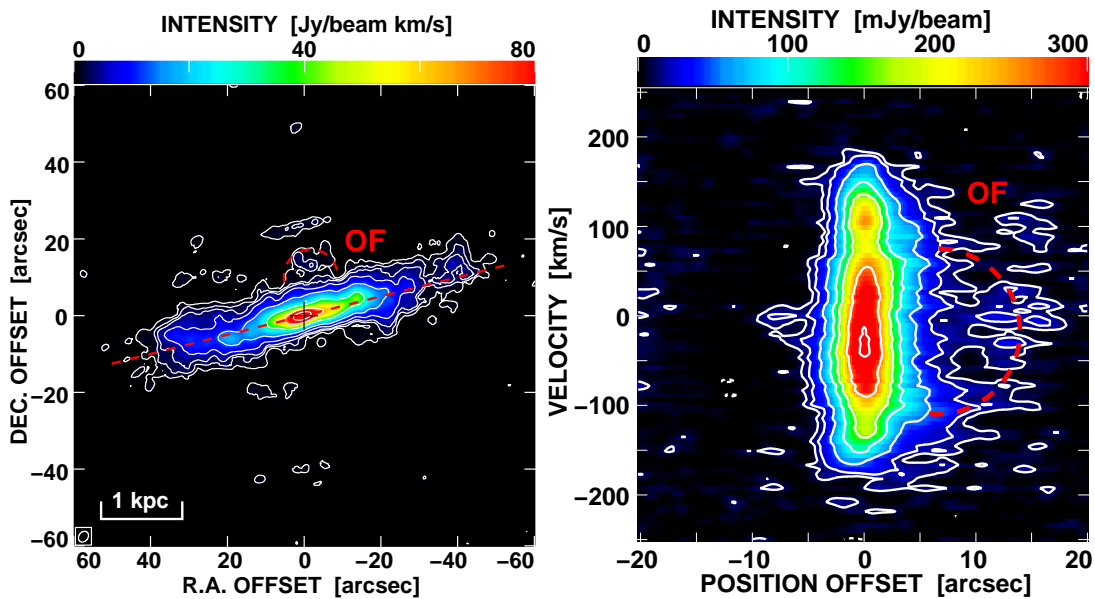 INTENSITY [Jy/beam km/s]
0 40 80
60
40
20
0
−20
−40
−60
DEC. OFFSET [arcsec]
OF
1 kpc
60 40 20 0 −20 −40 −60
R.A. OFFSET [arcsec]
INTENSITY [mJy/beam]
0 100 200 300
200
100
0
−100
−200
VELOCITY [km/s]
OF
−20 −10 0 10 20
POSITION OFFSET [arcsec]